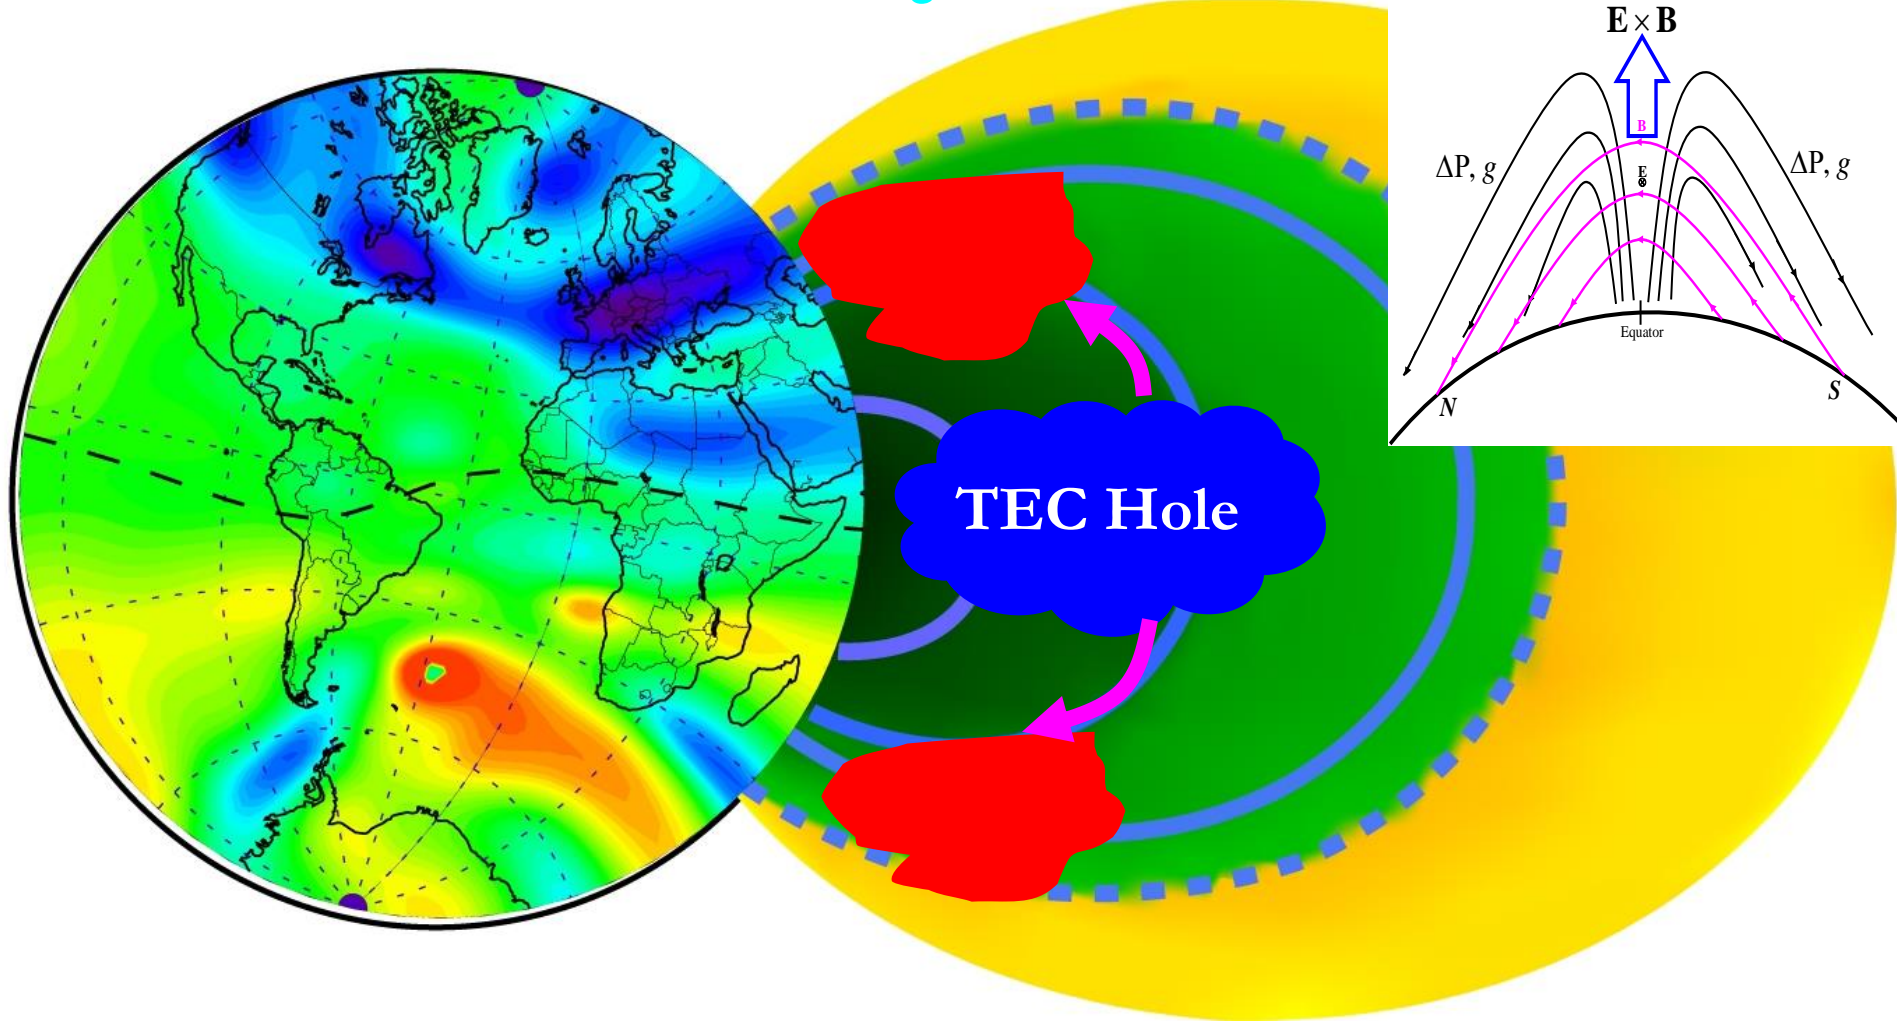 E × B
B
ΔP, g
E
ΔP, g
Equator
N
S
TEC Hole